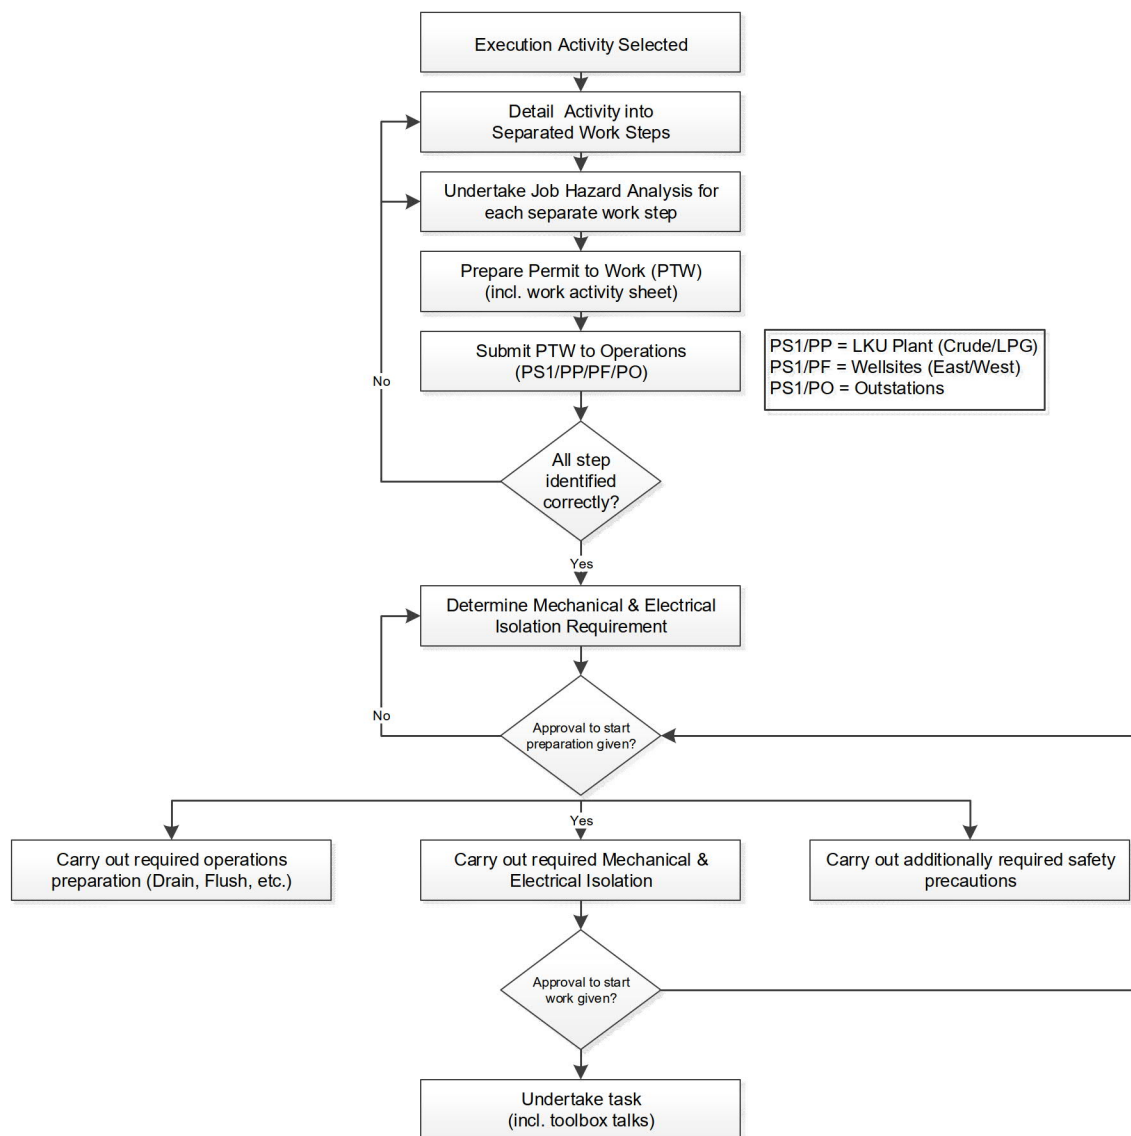 Execution Activity Selected
Detail Activity into
Separated Work Steps
Undertake Job Hazard Analysis for
each separate work step
Prepare Permit to Work (PTW)
(incl. work activity sheet)
Submit PTW to Operations
(PS1/PP/PF/PO)
PS1/PP = LKU Plant (Crude/LPG)
PS1/PF = Wellsites (East/West)
PS1/PO = Outstations
No
All step
identified
correctly?
Yes
Determine Mechanical & Electrical
Isolation Requirement
No
Approval to start
preparation given?
Yes
Carry out required operations
preparation (Drain, Flush, etc.)
Carry out required Mechanical &
Electrical Isolation
Carry out additionally required safety
precautions
Approval to start
work given?
Undertake task
(incl. toolbox talks)